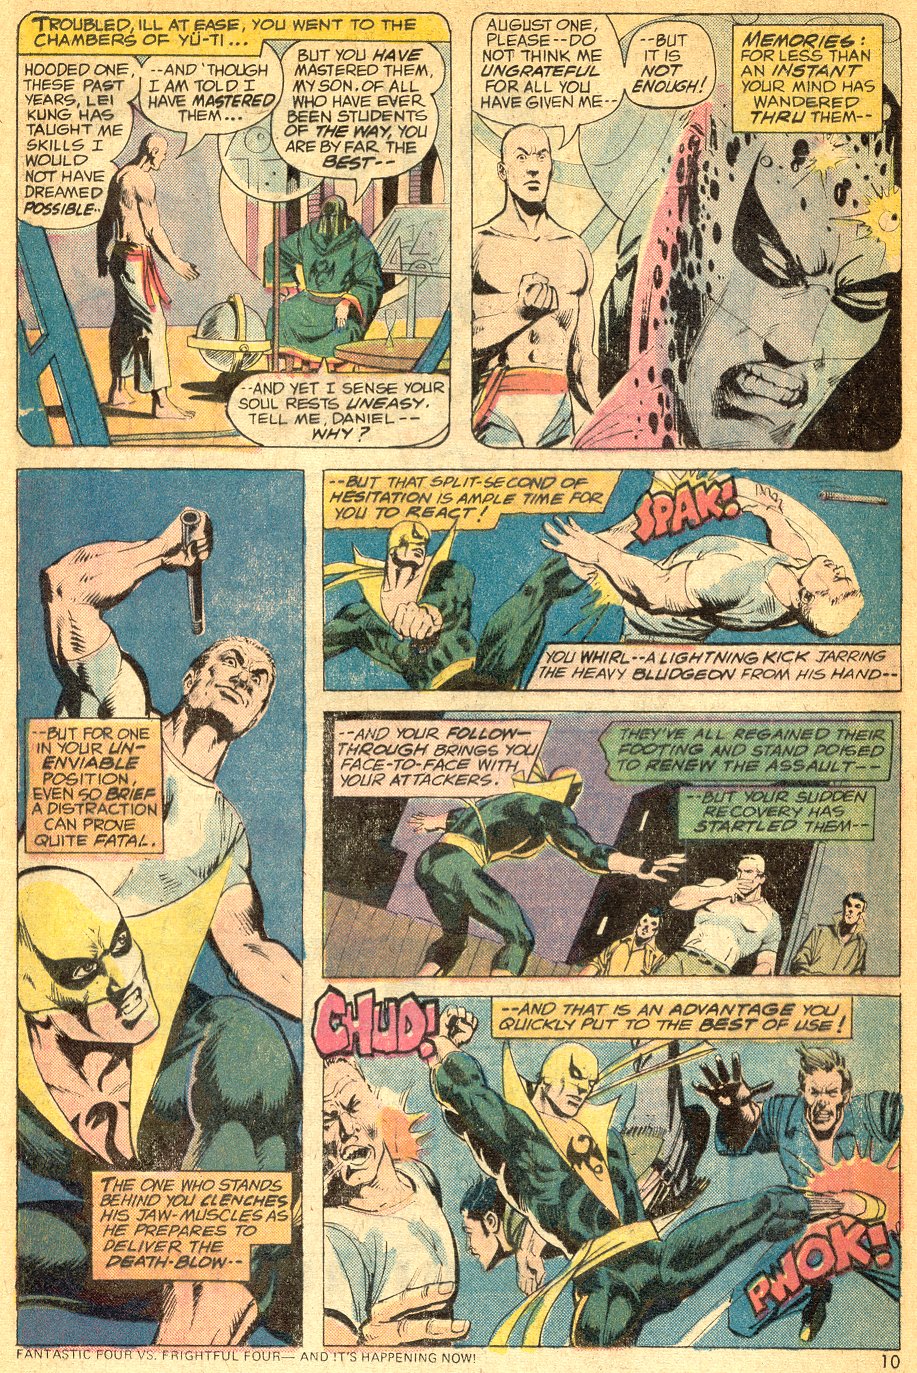 TROUBLED, ILL AT EASE, YOU WENT TO THE
CHAMBERS OF YÜ-TI...
HOODED ONE,
THESE PAST
YEARS, LEI
KUNG HAS
TAUGHT ME
SKILLS I
WOULD
NOT HAVE
DREAMED
POSSIBLE--
--AND 'THOUGH
I AM TOLD I
HAVE MASTERED
THEM...
BUT YOU HAVE
MASTERED THEM,
MY SON. OF ALL
WHO HAVE EVER
BEEN STUDENTS
OF THE WAY, YOU
ARE BY FAR THE
BEST--
--AND YET I SENSE YOUR
SOUL RESTS UNEASY.
TELL ME, DANIEL--
WHY?
AUGUST ONE,
PLEASE--DO
NOT THINK ME
UNGRATEFUL
FOR ALL YOU
HAVE GIVEN ME--
--BUT
IT IS
NOT
ENOUGH!
MEMORIES:
FOR LESS THAN
AN INSTANT
YOUR MIND HAS
WANDERED
THRU THEM--
--BUT FOR ONE
IN YOUR UN-
ENVIABLE
POSITION,
EVEN SO BRIEF
A DISTRACTION
CAN PROVE
QUITE FATAL.
THE ONE WHO STANDS
BEHIND YOU CLENCHES
HIS JAW-MUSCLES AS
HE PREPARES TO
DELIVER THE
DEATH-BLOW--
--BUT THAT SPLIT-SECOND OF
HESITATION IS AMPLE TIME FOR
YOU TO REACT!
SPAK!
YOU WHIRL--A LIGHTNING KICK JARRING
THE HEAVY BLUDGEON FROM HIS HAND--
--AND YOUR FOLLOW-
THROUGH BRINGS YOU
FACE-TO-FACE WITH
YOUR ATTACKERS.
THEY'VE ALL REGAINED THEIR
FOOTING AND STAND POISED
TO RENEW THE ASSAULT--
--BUT YOUR SUDDEN
RECOVERY HAS
STARTLED THEM--
CHUD!
--AND THAT IS AN ADVANTAGE YOU
QUICKLY PUT TO THE BEST OF USE!
PWOK!
FANTASTIC FOUR VS. FRIGHTFUL FOUR— AND IT'S HAPPENING NOW!
10